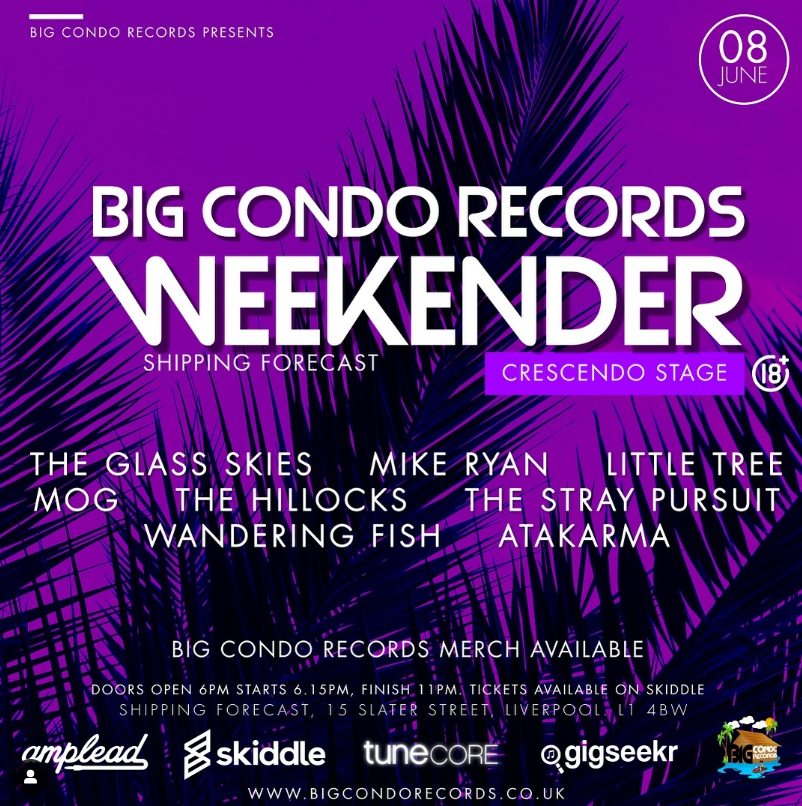 BIG CONDO RECORDS PRESENTS
08
JUNE
BIG CONDO RECORDS
WEEKENDER
SHIPPING FORECAST
CRESCENDO STAGE
18+
THE GLASS SKIES MIKE RYAN LITTLE TREE
MOG THE HILLOCKS THE STRAY PURSUIT
WANDERING FISH ATAKARMA
BIG CONDO RECORDS MERCH AVAILABLE
DOORS OPEN 6PM STARTS 6.15PM, FINISH 11PM. TICKETS AVAILABLE ON SKIDDLE
SHIPPING FORECAST, 15 SLATER STREET, LIVERPOOL. L1 4BW
amplead skiddle tuneCORE gigseekr BIG CONDO RECORDS
WWW.BIGCONDORECORDS.CO.UK